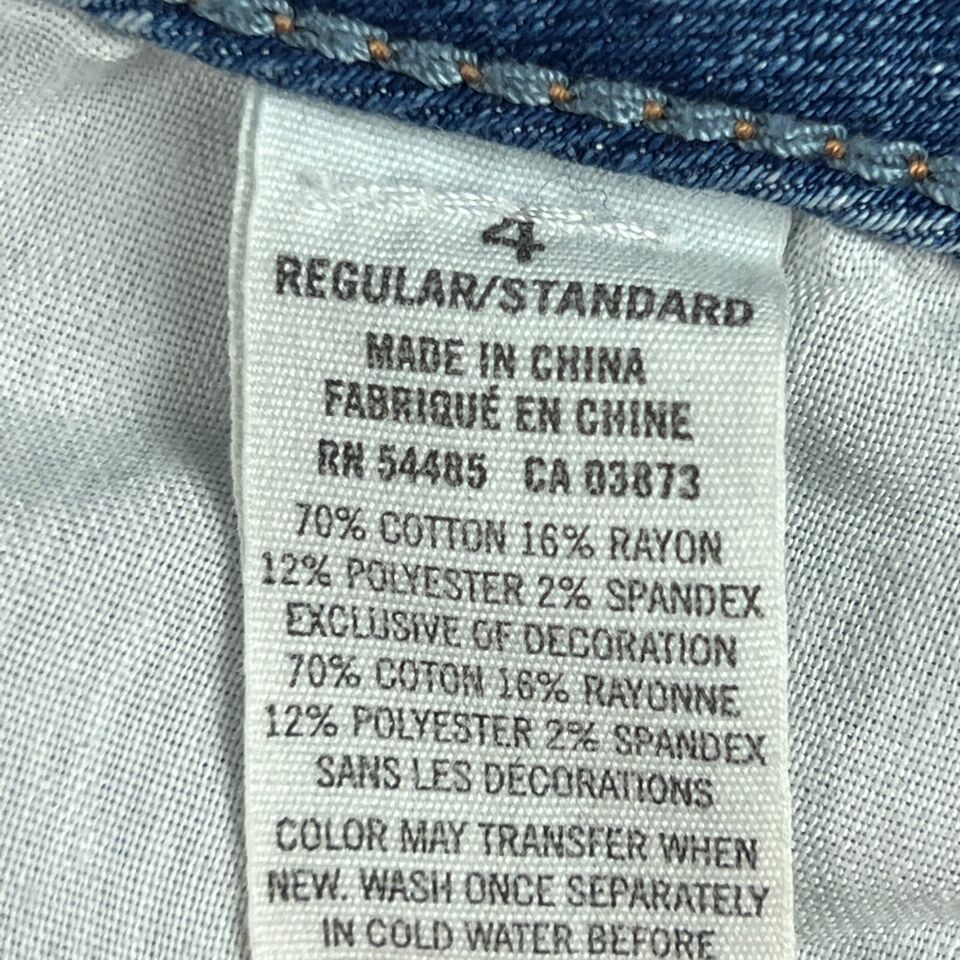 4
REGULAR/STANDARD
MADE IN CHINA
FABRIQUÉ EN CHINE
RN 54485 CA 03873
70% COTTON 16% RAYON
12% POLYESTER 2% SPANDEX
EXCLUSIVE OF DECORATION
70% COTON 16% RAYONNE
12% POLYESTER 2% SPANDEX
SANS LES DÉCORATIONS
COLOR MAY TRANSFER WHEN
NEW. WASH ONCE SEPARATELY
IN COLD WATER BEFORE